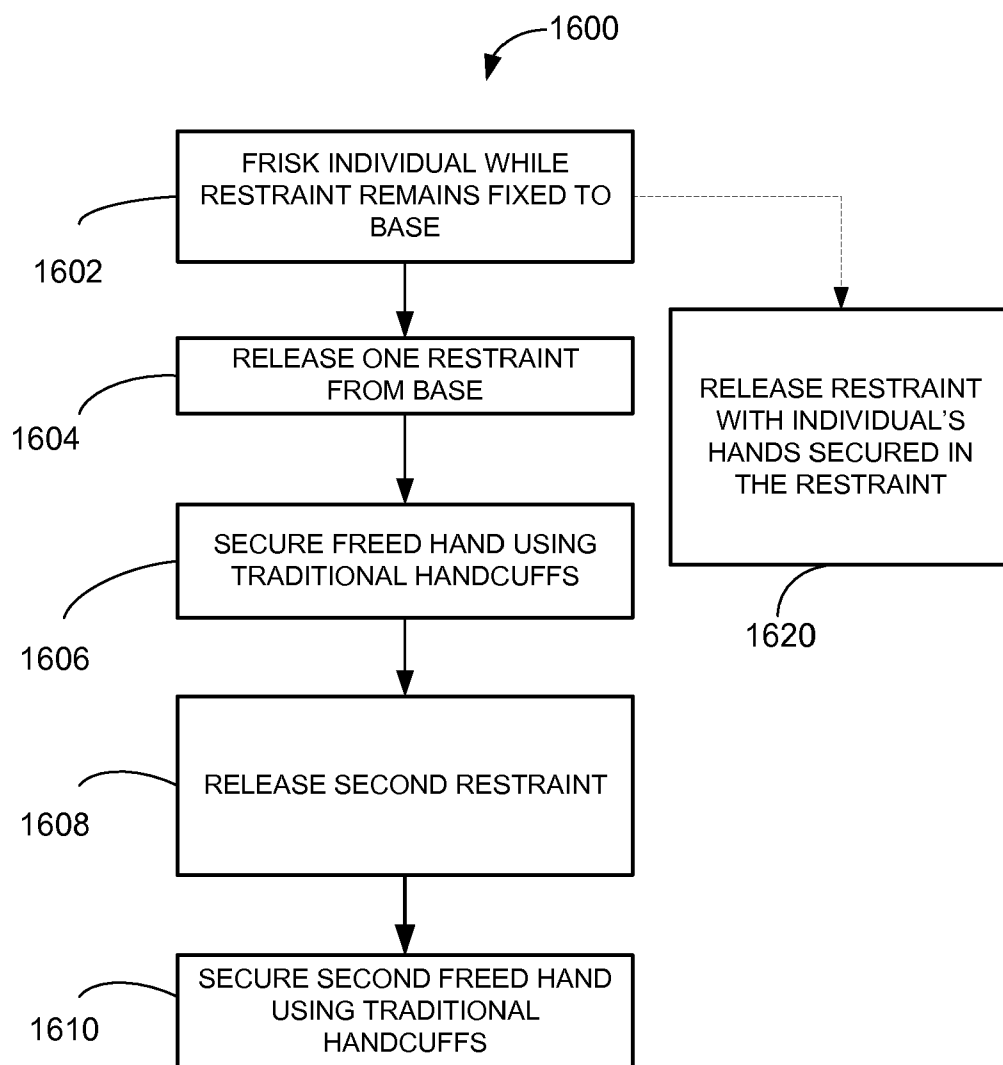 1600
FRISK INDIVIDUAL WHILE
RESTRAINT REMAINS FIXED TO
BASE
1602
RELEASE ONE RESTRAINT
FROM BASE
1604
RELEASE RESTRAINT
WITH INDIVIDUAL'S
HANDS SECURED IN
THE RESTRAINT
1620
SECURE FREED HAND USING
TRADITIONAL HANDCUFFS
1606
RELEASE SECOND RESTRAINT
1608
SECURE SECOND FREED HAND
USING TRADITIONAL
HANDCUFFS
1610